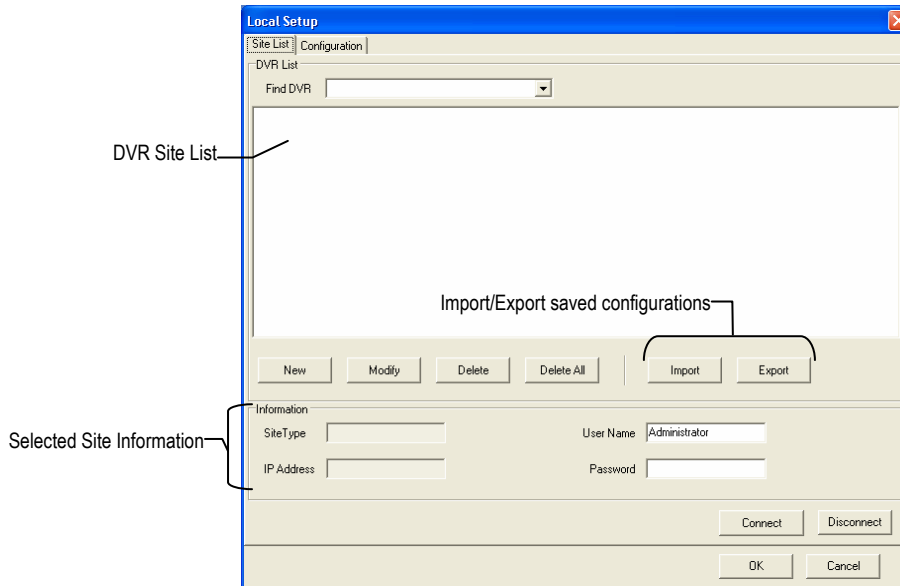 Local Setup
Site List Configuration
DVR List
Find DVR
DVR Site List
Import/Export saved configurations
New Modify Delete Delete All Import Export
Information
SiteType User Name Administrator
Selected Site Information
IP Address Password
Connect Disconnect
OK Cancel